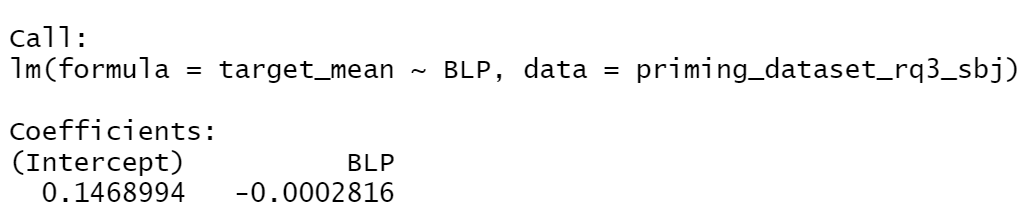 Call:
lm(formula = target_mean ~ BLP, data = priming_dataset_rq3_sbj)
Coefficients:
(Intercept) BLP
0.1468994 -0.0002816